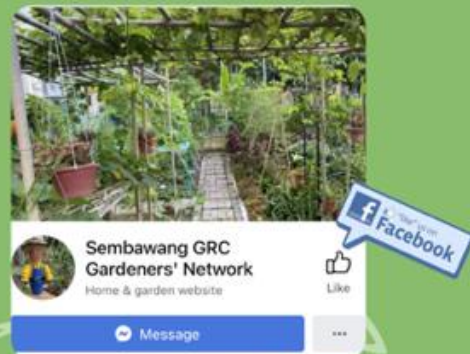 Sembawang GRC
Gardeners' Network
Home & garden website
Like
"like" us on
Facebook
Message